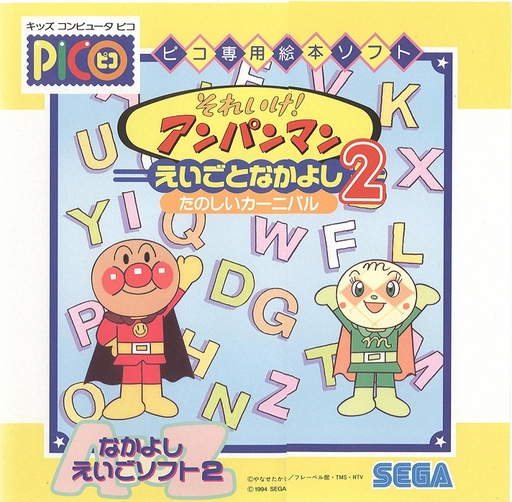 キッズ コンピュータ ピコ
PICO ピコ
ピコ専用絵本ソフト
それいけ!
アンパンマン
えいごとなかよし2
たのしいカーニバル
K
U
X
Y I Q
W F L
D G
P
H
T M
O N Z
m
m
A-Z
なかよし
えいごソフト2
©やなせたかし/フレーベル館・TMS・NTV
©1994 SEGA
SEGA